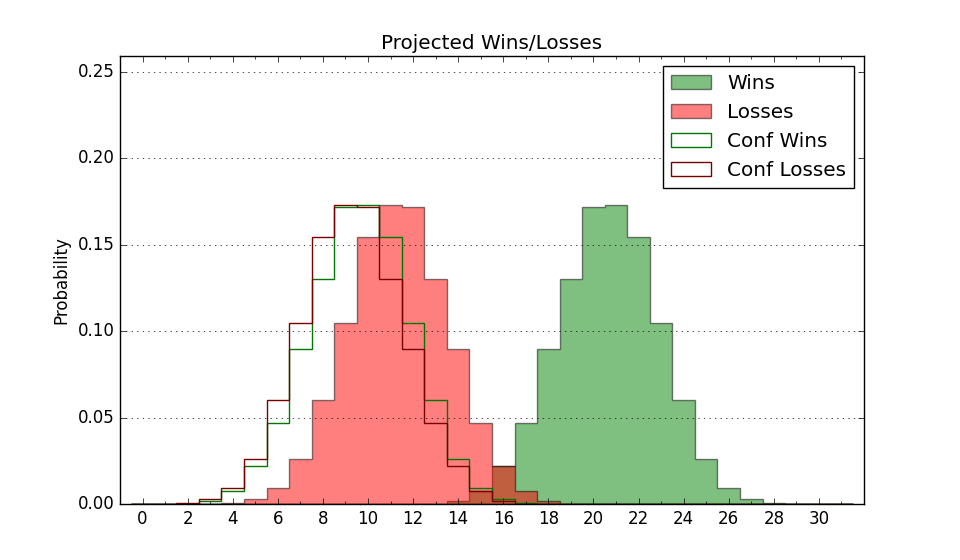 Projected Wins/Losses
Probability
0.25
0.20
0.15
0.10
0.05
0.00
0 2 4 6 8 10 12 14 16 18 20 22 24 26 28 30
Wins
Losses
Conf Wins
Conf Losses